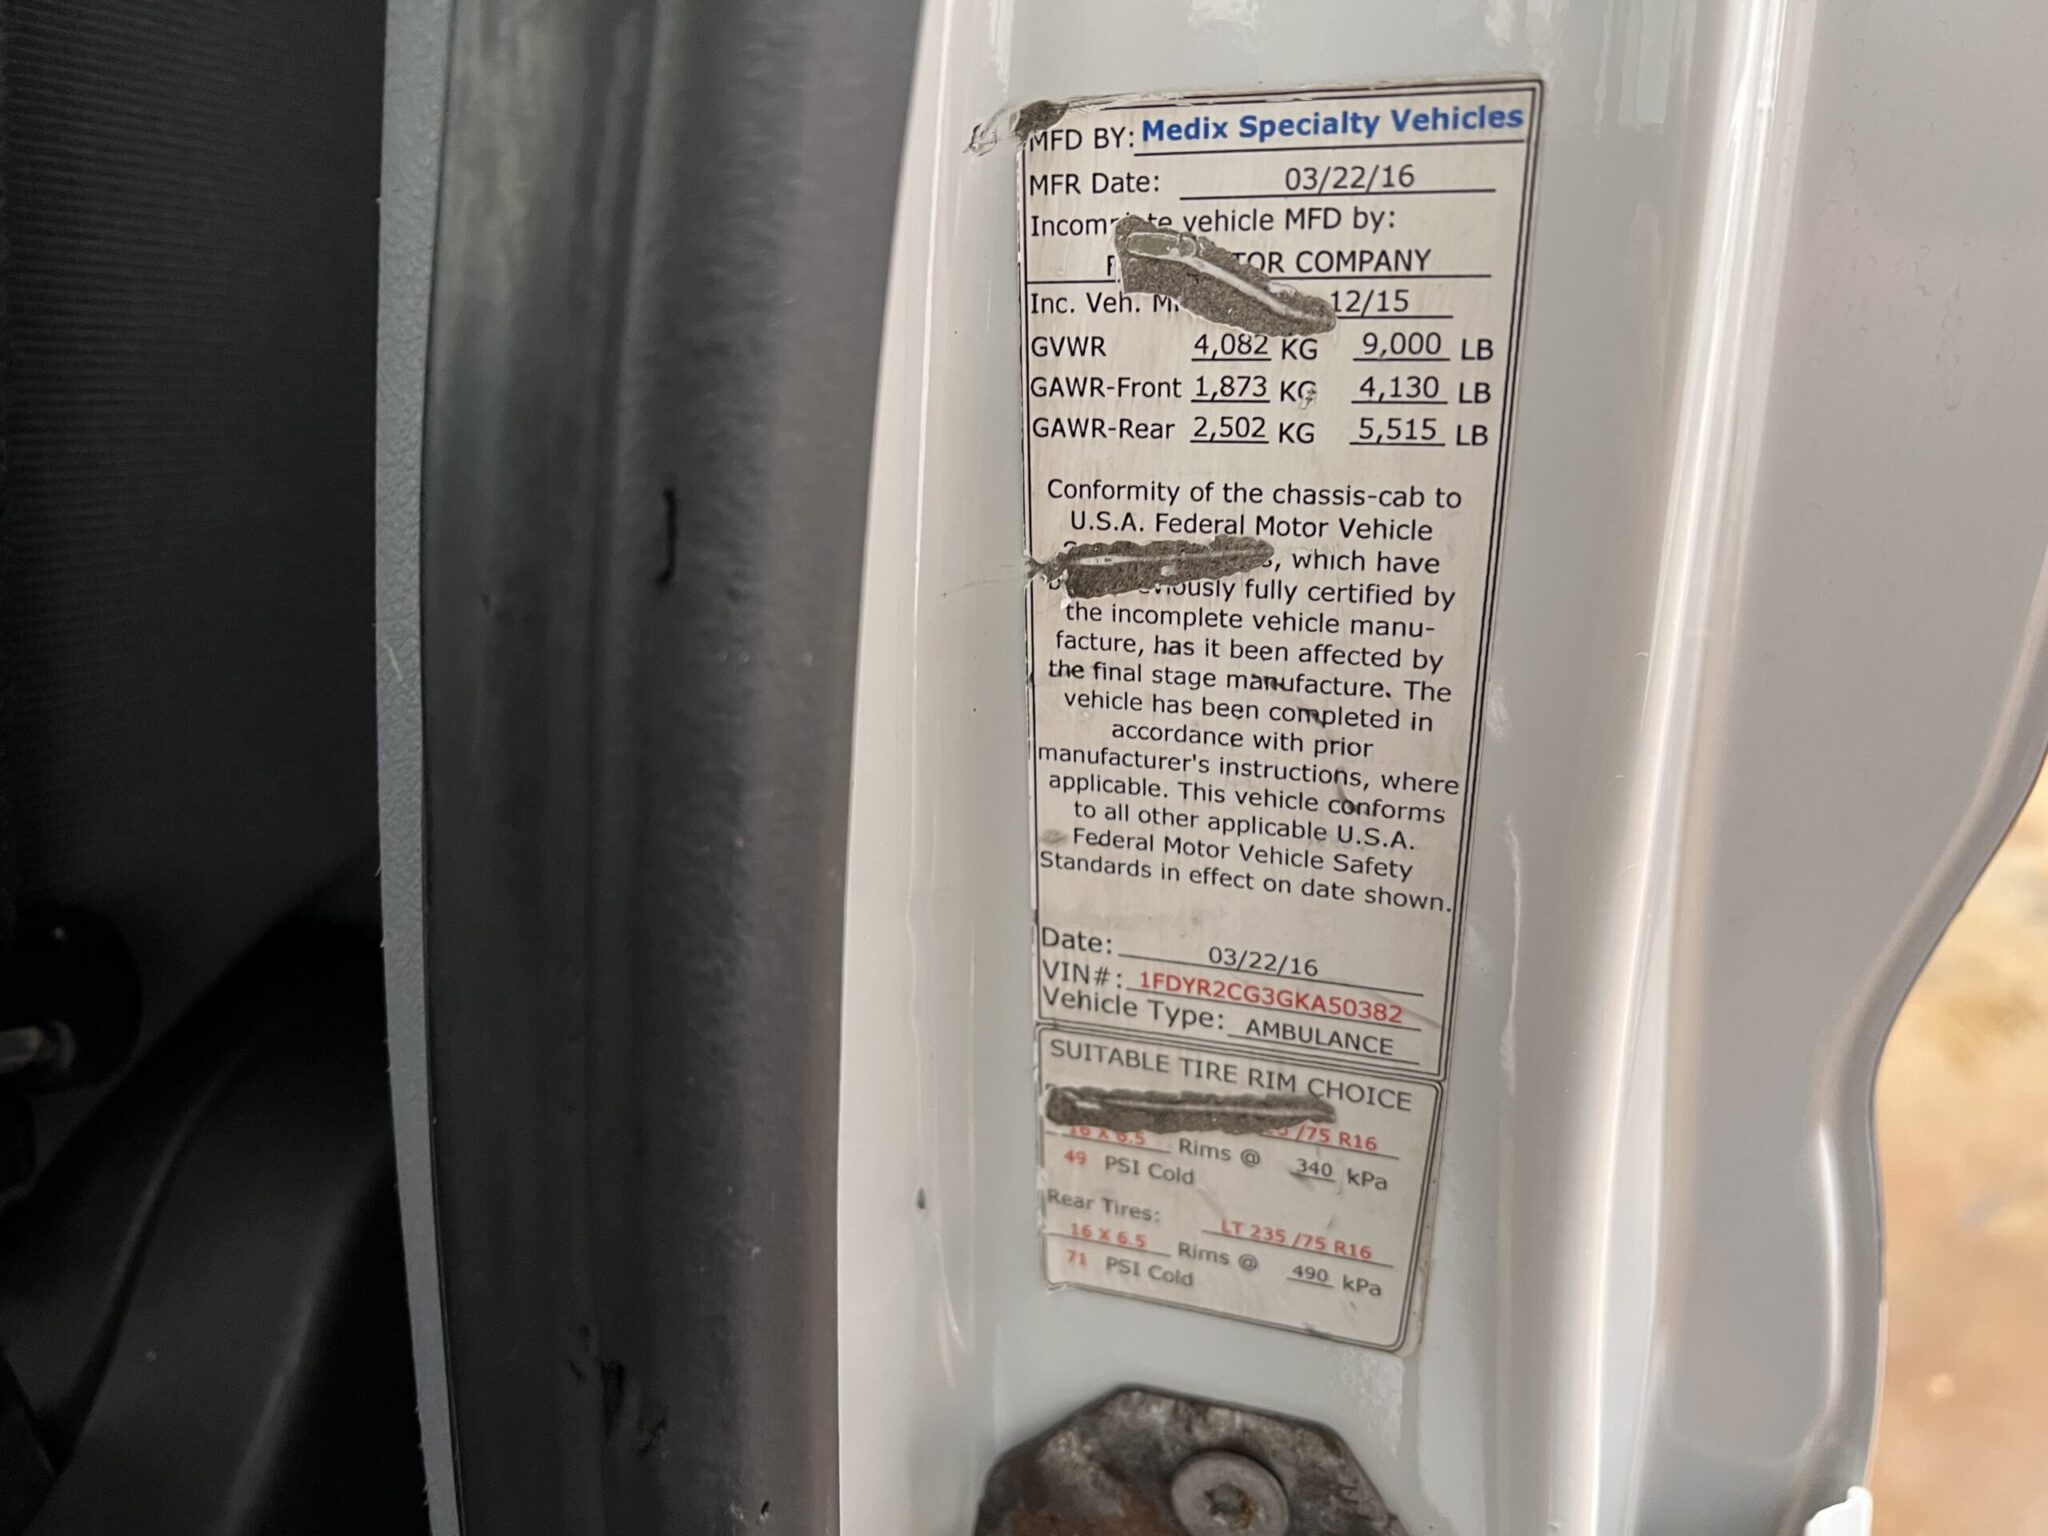 MFD BY: Medix Specialty Vehicles
MFR Date: 03/22/16
vehicle MFD by:
COMPANY
Inc. Veh. 12/15
GVWR 4,082 KG 9,000 LB
GAWR-Front 1,873 KG 4,130 LB
GAWR-Rear 2,502 KG 5,515 LB
Conformity of the chassis-cab to
U.S.A. Federal Motor Vehicle
which have
fully certified by
the incomplete vehicle manu-
facture, has it been affected by
the final stage manufacture. The
vehicle has been completed in
accordance with prior
manufacturer's instructions, where
applicable. This vehicle conforms
to all other applicable U.S.A.
Federal Motor Vehicle Safety
Standards in effect on date shown.
Date: 03/22/16
VIN#: 1FDYR2CG3GKA50382
Vehicle Type: AMBULANCE
SUITABLE TIRE RIM CHOICE
/75 R16
16 X 6.5 Rims @ 340 kPa
49 PSI Cold
Rear Tires: LT 235 /75 R16
16 X 6.5 Rims @ 490 kPa
71 PSI Cold